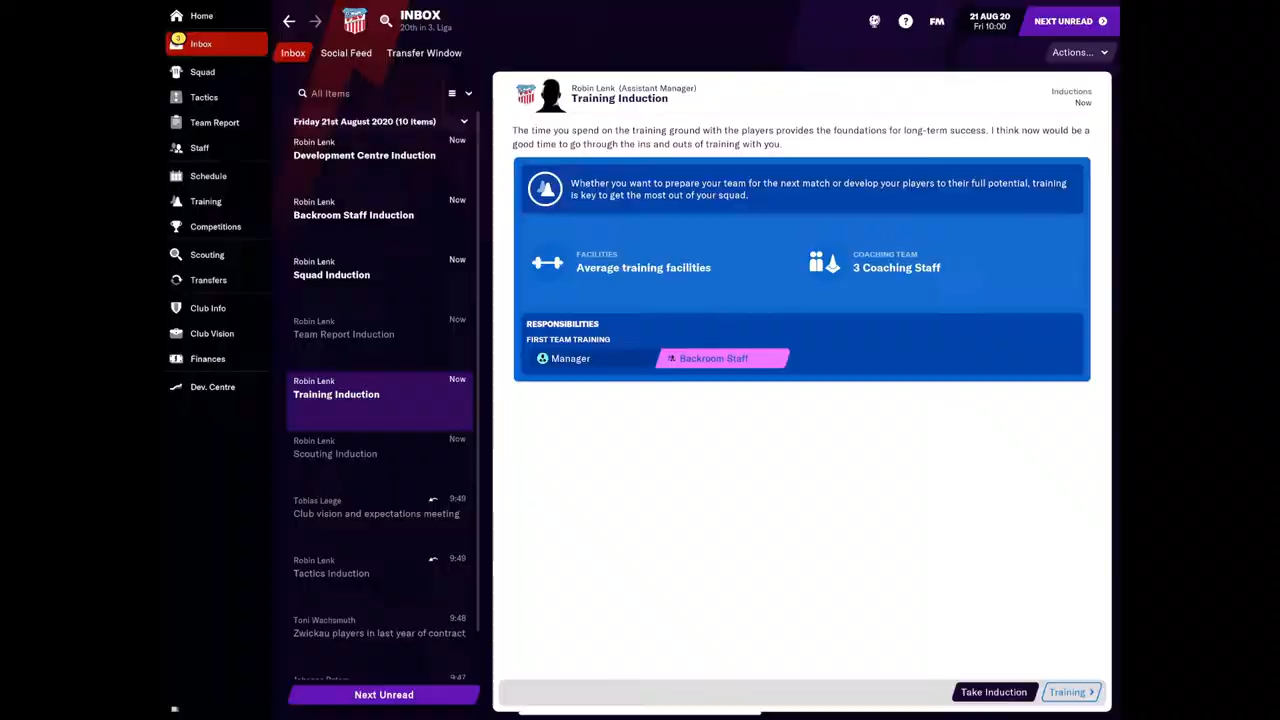 Home
3
Inbox
Squad
Tactics
Team Report
Staff
Schedule
Training
Competitions
Scouting
Transfers
Club Info
Club Vision
Finances
Dev. Centre
INBOX
20th in 3. Liga
?
FM
21 AUG 20
Fri 10:00
NEXT UNREAD
Inbox
Social Feed
Transfer Window
Actions...
All Items
Friday 21st August 2020 (10 items)
Robin Lenk
Now
Development Centre Induction
Robin Lenk
Now
Backroom Staff Induction
Robin Lenk
Now
Squad Induction
Robin Lenk
Now
Team Report Induction
Robin Lenk
Now
Training Induction
Robin Lenk
Now
Scouting Induction
Tobias Leege
9:49
Club vision and expectations meeting
Robin Lenk
9:49
Tactics Induction
Toni Wachsmuth
9:48
Zwickau players in last year of contract
9:47
Next Unread
Robin Lenk (Assistant Manager)
Training Induction
Inductions
Now
The time you spend on the training ground with the players provides the foundations for long-term success. I think now would be a
good time to go through the ins and outs of training with you.
Whether you want to prepare your team for the next match or develop your players to their full potential, training
is key to get the most out of your squad.
FACILITIES
Average training facilities
COACHING TEAM
3 Coaching Staff
RESPONSIBILITIES
FIRST TEAM TRAINING
Manager
Backroom Staff
Take Induction
Training >